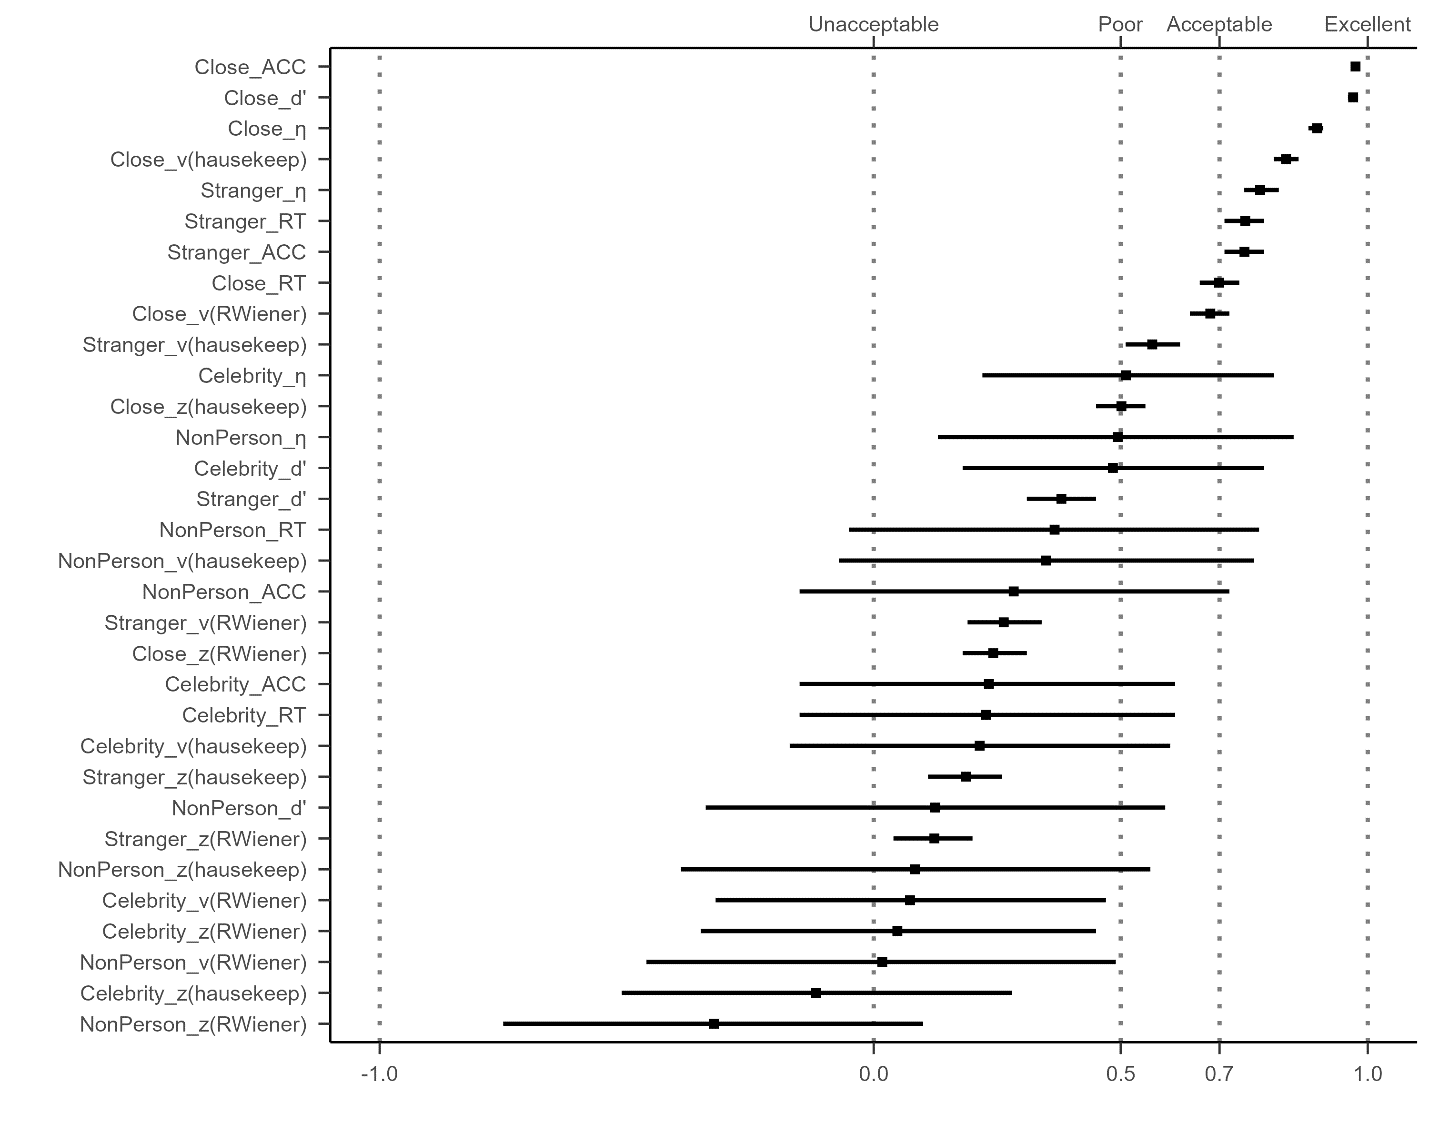 Unacceptable Poor Acceptable Excellent
Close_ACC
Close_d'
Close_η
Close_v(hausekeep)
Stranger_η
Stranger_RT
Stranger_ACC
Close_RT
Close_v(RWiener)
Stranger_v(hausekeep)
Celebrity_η
Close_z(hausekeep)
NonPerson_η
Celebrity_d'
Stranger_d'
NonPerson_RT
NonPerson_v(hausekeep)
NonPerson_ACC
Stranger_v(RWiener)
Close_z(RWiener)
Celebrity_ACC
Celebrity_RT
Celebrity_v(hausekeep)
Stranger_z(hausekeep)
NonPerson_d'
Stranger_z(RWiener)
NonPerson_z(hausekeep)
Celebrity_v(RWiener)
Celebrity_z(RWiener)
NonPerson_v(RWiener)
Celebrity_z(hausekeep)
NonPerson_z(RWiener)
-1.0 0.0 0.5 0.7 1.0